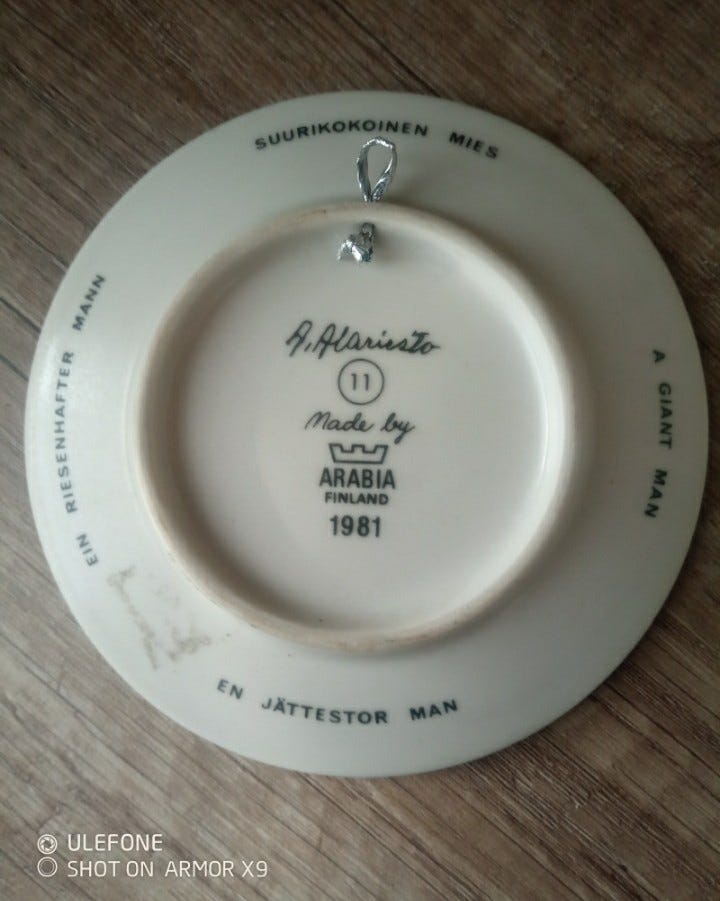 SUURIKOKOINEN MIES
A GIANT MAN
EN JÄTTESTOR MAN
EIN RIESENHAFTER MANN
A. Alariesto
11
Made by
ARABIA
FINLAND
1981
ULEFONE
SHOT ON ARMOR X9